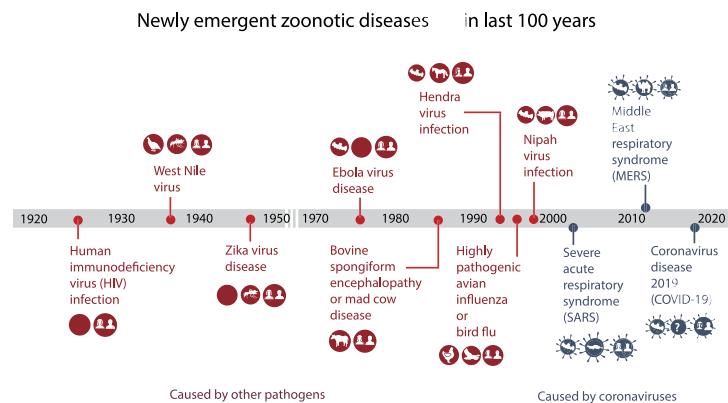 Newly emergent zoonotic diseases in last 100 years
Hendra
virus
infection
Middle
East
respiratory
syndrome
(MERS)
West Nile
virus
Ebola virus
disease
Nipah
virus
infection
1920 1930 1940 1950 1970 1980 1990 2000 2010 2020
Human
immunodeficiency
virus (HIV)
infection
Zika virus
disease
Bovine
spongiform
encephalopathy
or mad cow
disease
Highly
pathogenic
avian
influenza
or
bird flu
Severe
acute
respiratory
syndrome
(SARS)
Coronavirus
disease
2019
(COVID-19)
?
Caused by other pathogens
Caused by coronaviruses